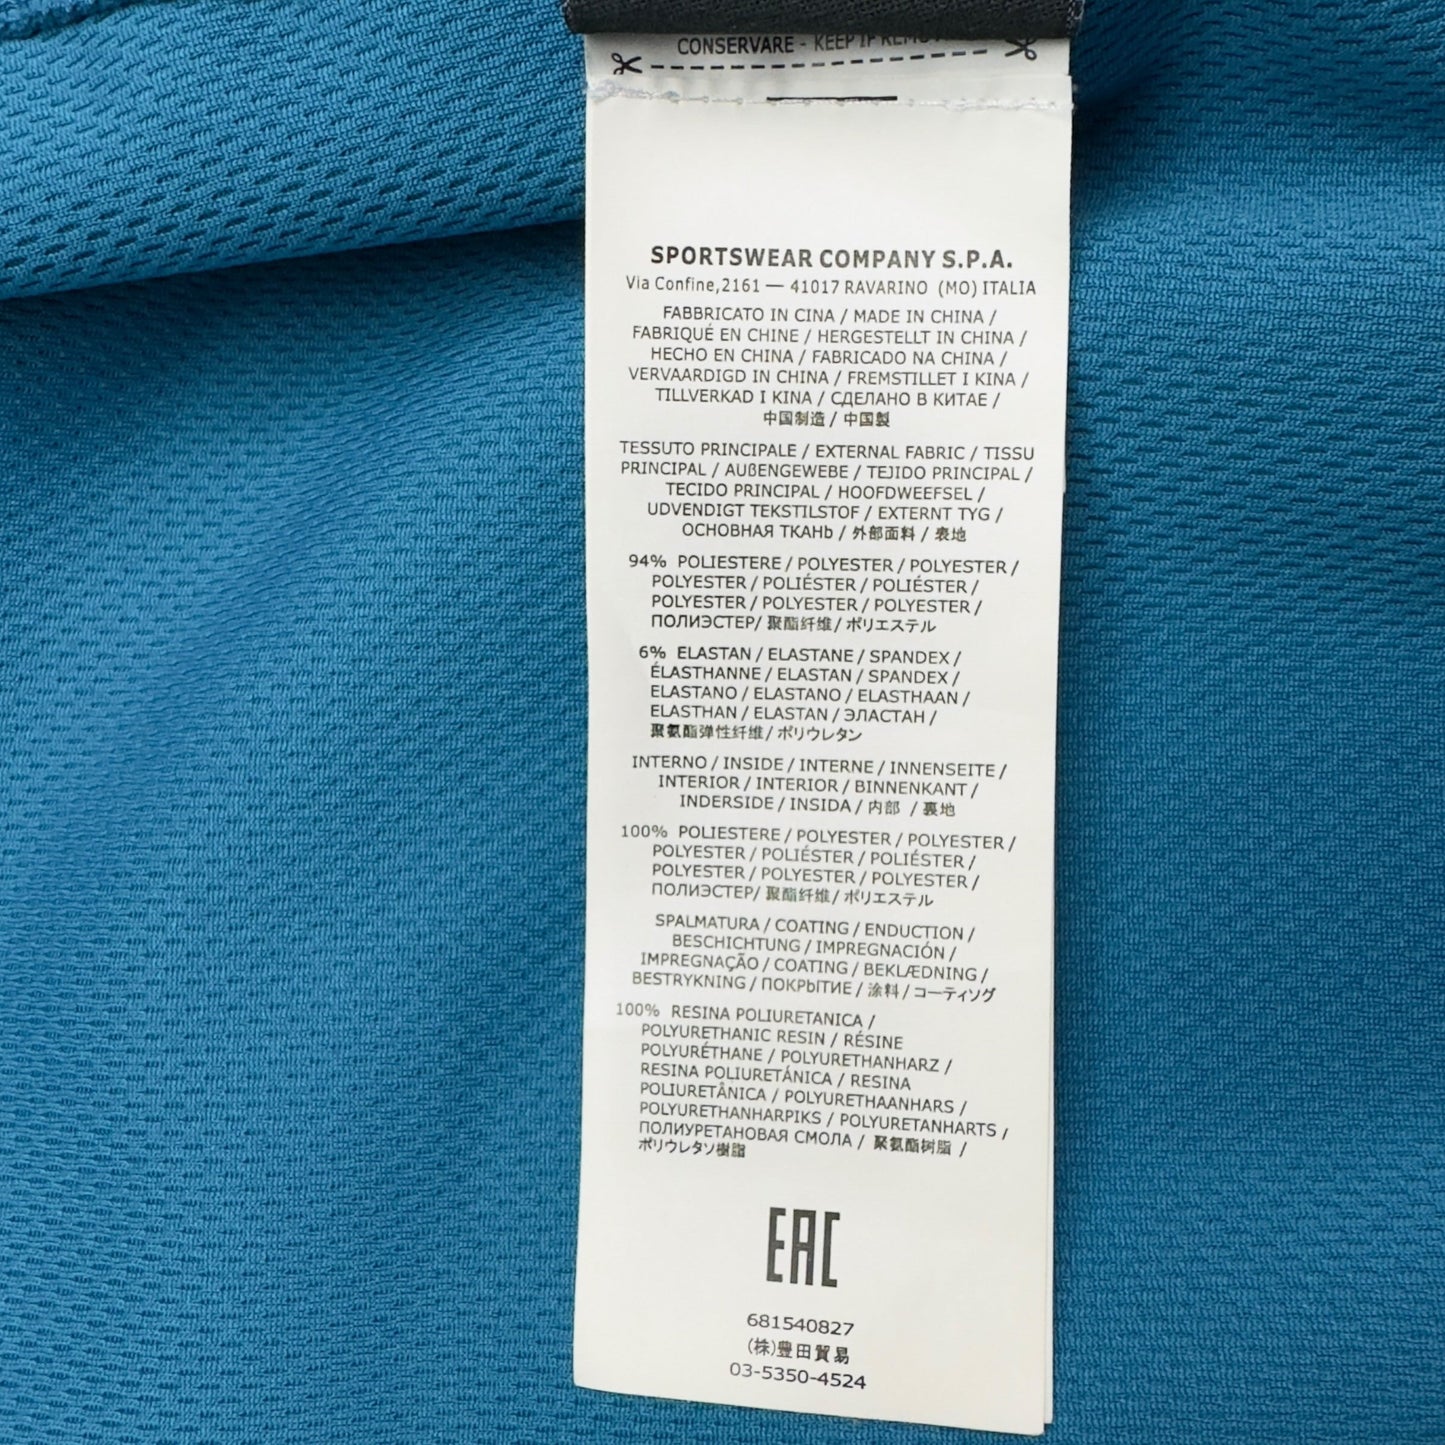 CONSERVARE - KEEP IF
SPORTSWEAR COMPANY S.P.A.
Via Confine,2161 — 41017 RAVARINO (MO) ITALIA
FABBRICATO IN CINA / MADE IN CHINA /
FABRIQUÉ EN CHINE / HERGESTELLT IN CHINA /
HECHO EN CHINA / FABRICADO NA CHINA /
VERVAARDIGD IN CHINA / FREMSTILLET I KINA /
TILLVERKAD I KINA / СДЕЛАНО В КИТАЕ /
中国制造 / 中国製
TESSUTO PRINCIPALE / EXTERNAL FABRIC / TISSU
PRINCIPAL / AUßENGEWEBE / TEJIDO PRINCIPAL /
TECIDO PRINCIPAL / HOOFDWEEFSEL /
UDVENDIGT TEKSTILSTOF / EXTERNT TYG /
ОСНОВНАЯ ТКАНЬ / 外部面料 / 表地
94% POLIESTERE / POLYESTER / POLYESTER /
POLYESTER / POLIÉSTER / POLIÉSTER /
POLYESTER / POLYESTER / POLYESTER /
ПОЛИЭСТЕР/ 聚酯纤维/ ポリエステル
6% ELASTAN / ELASTANE / SPANDEX /
ÉLASTHANNE / ELASTAN / SPANDEX /
ELASTANO / ELASTANO / ELASTHAAN /
ELASTHAN / ELASTAN / ЭЛАСТАН /
聚氨酯弹性纤维/ ポリウレタン
INTERNO / INSIDE / INTERNE / INNENSEITE /
INTERIOR / INTERIOR / BINNENKANT /
INDERSIDE / INSIDA / 内部 / 裏地
100% POLIESTERE / POLYESTER / POLYESTER /
POLYESTER / POLIÉSTER / POLIÉSTER /
POLYESTER / POLYESTER / POLYESTER /
ПОЛИЭСТЕР/ 聚酯纤维/ ポリエステル
SPALMATURA / COATING / ENDUCTION /
BESCHICHTUNG / IMPREGNACIÓN /
IMPREGNAÇÃO / COATING / BEKLÆDNING /
BESTRYKNING / ПОКРЫТИЕ / 涂料 / コーティソグ
100% RESINA POLIURETANICA /
POLYURETHANIC RESIN / RÉSINE
POLYURÉTHANE / POLYURETHANHARZ /
RESINA POLIURETÁNICA / RESINA
POLIURETÂNICA / POLYURETHAANHARS /
POLYURETHANHARPIKS / POLYURETANHARTS /
ПОЛИУРЕТАНОВАЯ СМОЛА / 聚氨酯树脂 /
ポリウレタソ樹脂
EAC
681540827
(株)豊田貿易
03-5350-4524